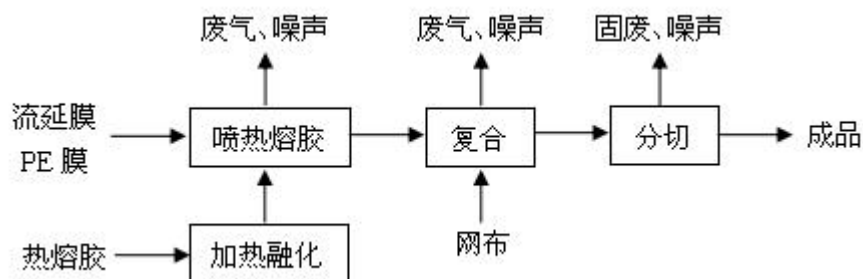 废气、噪声
废气、噪声
固废、噪声
流延膜
PE 膜
喷热熔胶
复合
分切
成品
热熔胶
加热融化
网布